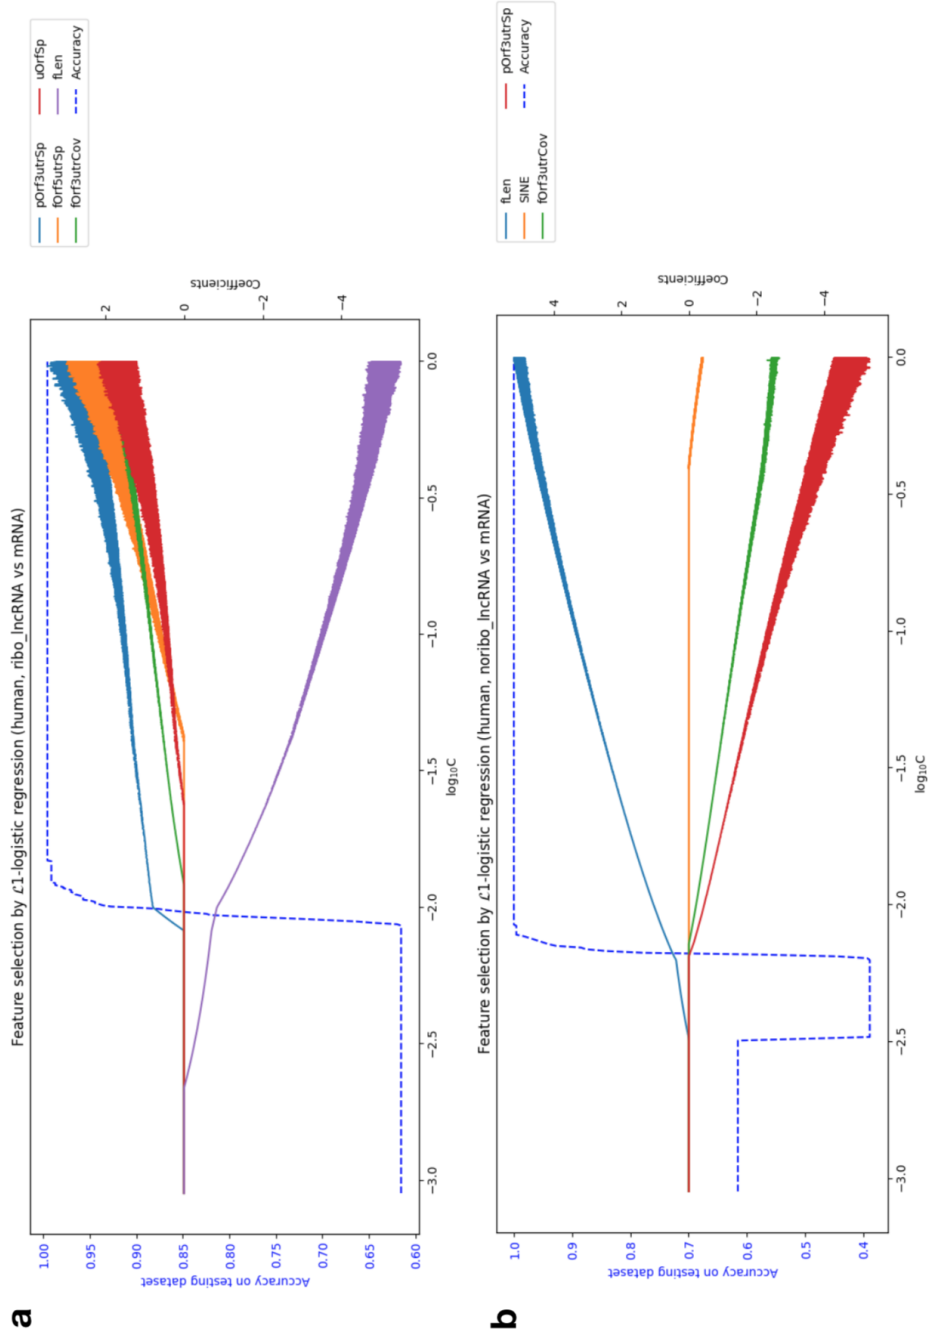 a
Feature selection by ℒ1-logistic regression (human, ribo_lncRNA vs mRNA)
pOrf3utrSp
fOrf5utrSp
fOrf3utrCov
uOrfSp
fLen
Accuracy
Accuracy on testing dataset
1.00
0.95
0.90
0.85
0.80
0.75
0.70
0.65
0.60
Coefficients
2
0
−2
−4
−3.0
−2.5
−2.0
−1.5
−1.0
−0.5
0.0
log₁₀C
b
Feature selection by ℒ1-logistic regression (human, noribo_lncRNA vs mRNA)
fLen
SINE
fOrf3utrCov
pOrf3utrSp
Accuracy
Accuracy on testing dataset
1.0
0.9
0.8
0.7
0.6
0.5
0.4
Coefficients
4
2
0
−2
−4
−3.0
−2.5
−2.0
−1.5
−1.0
−0.5
0.0
log₁₀C